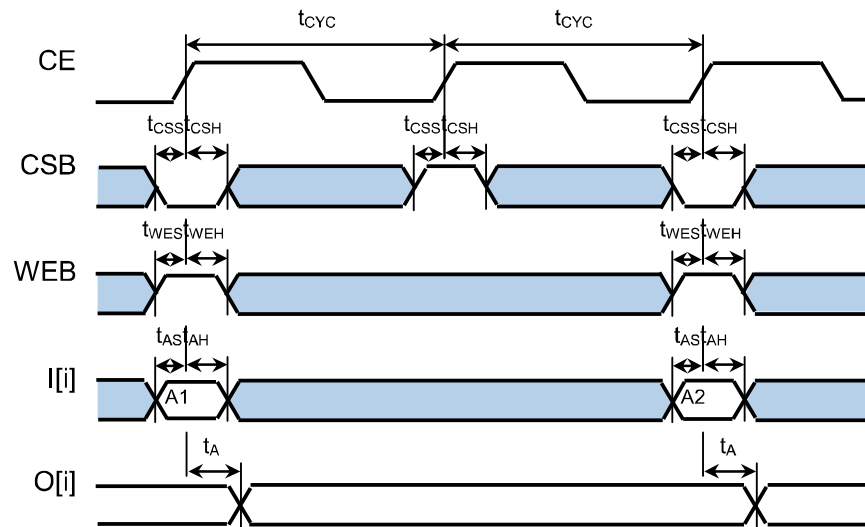 tCYC tCYC
CE
tCSS tCSH tCSS tCSH tCSS tCSH
CSB
tWES tWEH tWES tWEH
WEB
tAS tAH tAS tAH
I[i] A1 A2
tA tA
O[i]